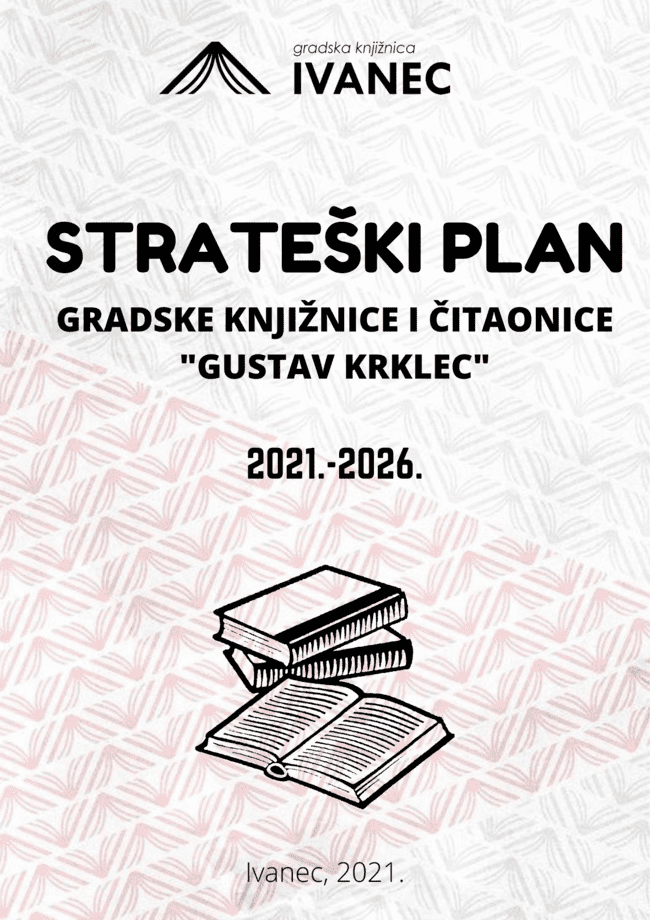 gradska knjižnica
IVANEC
STRATEŠKI PLAN
GRADSKE KNJIŽNICE I ČITAONICE
"GUSTAV KRKLEC"
2021.-2026.
Ivanec, 2021.